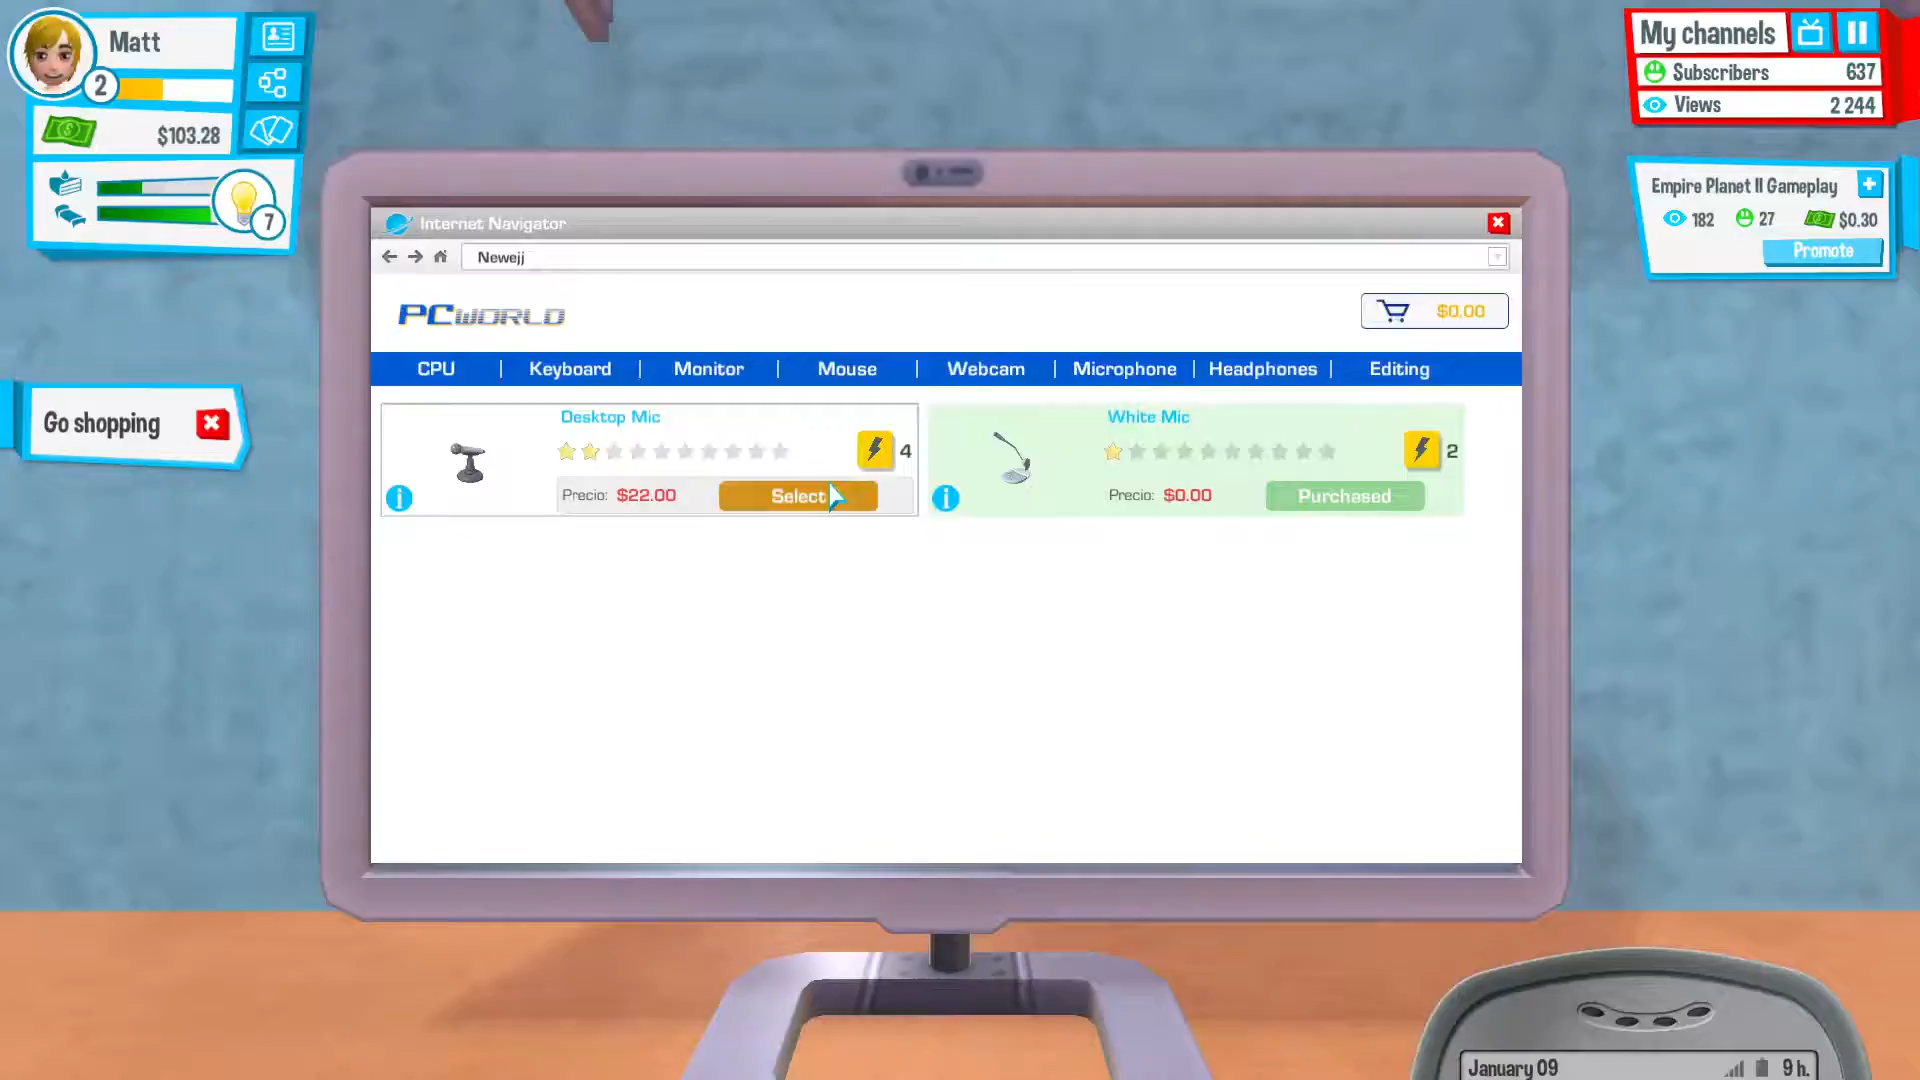 Matt
2
$103.28
7
My channels
Subscribers 637
Views 2 244
Empire Planet II Gameplay
182 27 $0.30
Promote
Go shopping
Internet Navigator
Newejj
PCWORLD
$0.00
CPU | Keyboard | Monitor | Mouse | Webcam | Microphone | Headphones | Editing
Desktop Mic
4
Precio: $22.00 Select
White Mic
2
Precio: $0.00 Purchased
January 09 9 h.